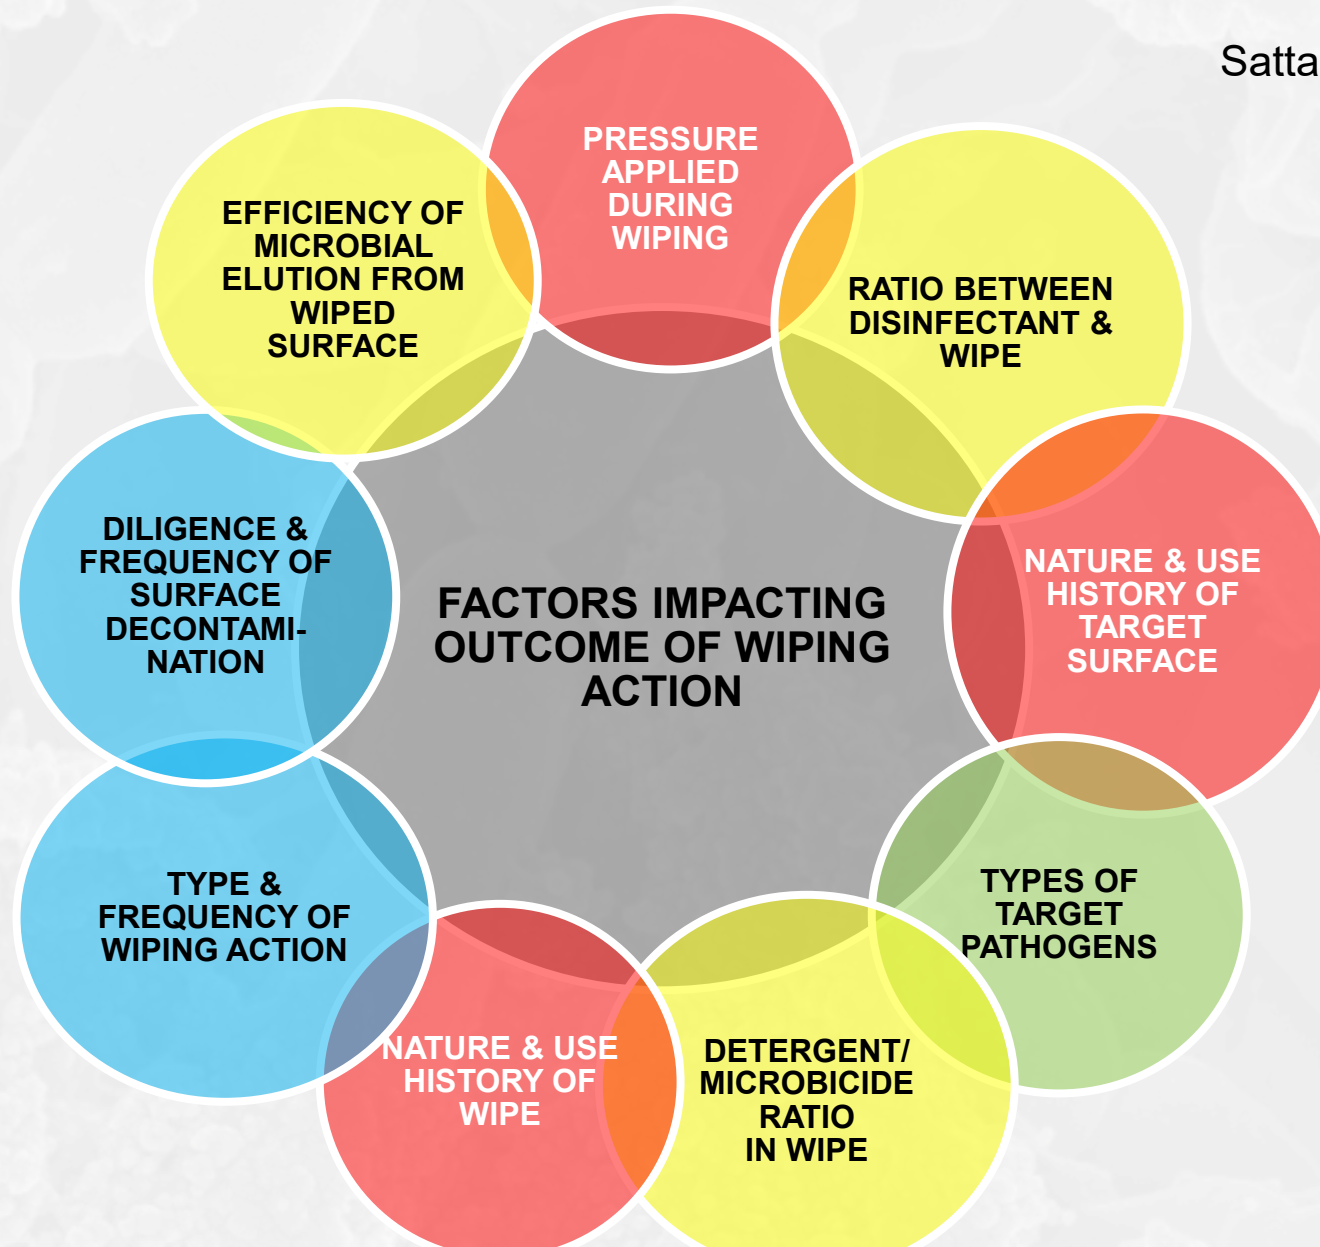 Satta
PRESSURE
APPLIED
DURING
WIPING
EFFICIENCY OF
MICROBIAL
ELUTION FROM
WIPED
SURFACE
RATIO BETWEEN
DISINFECTANT &
WIPE
DILIGENCE &
FREQUENCY OF
SURFACE
DECONTAMI-
NATION
FACTORS IMPACTING
OUTCOME OF WIPING
ACTION
NATURE & USE
HISTORY OF
TARGET
SURFACE
TYPE &
FREQUENCY OF
WIPING ACTION
TYPES OF
TARGET
PATHOGENS
NATURE & USE
HISTORY OF
WIPE
DETERGENT/
MICROBICIDE
RATIO
IN WIPE